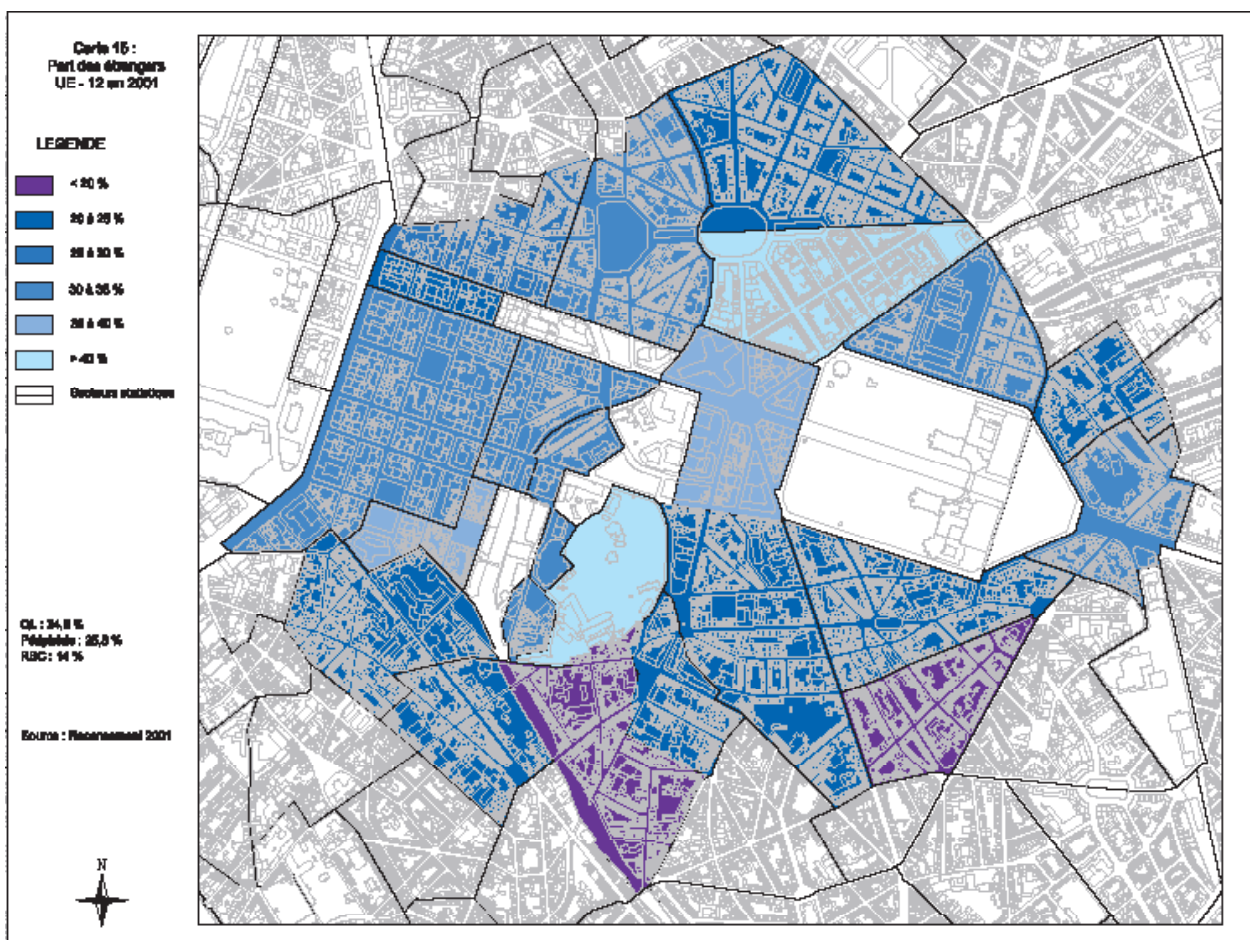 Carte 15 :
Part des étrangers
UE - 12 en 2001
LEGENDE
< 20 %
20 à 25 %
25 à 30 %
30 à 35 %
35 à 40 %
> 40 %
Secteurs statistique
QL : 34,8 %
Périphérie : 25,8 %
RBC : 14 %
Source : Recensement 2001
N